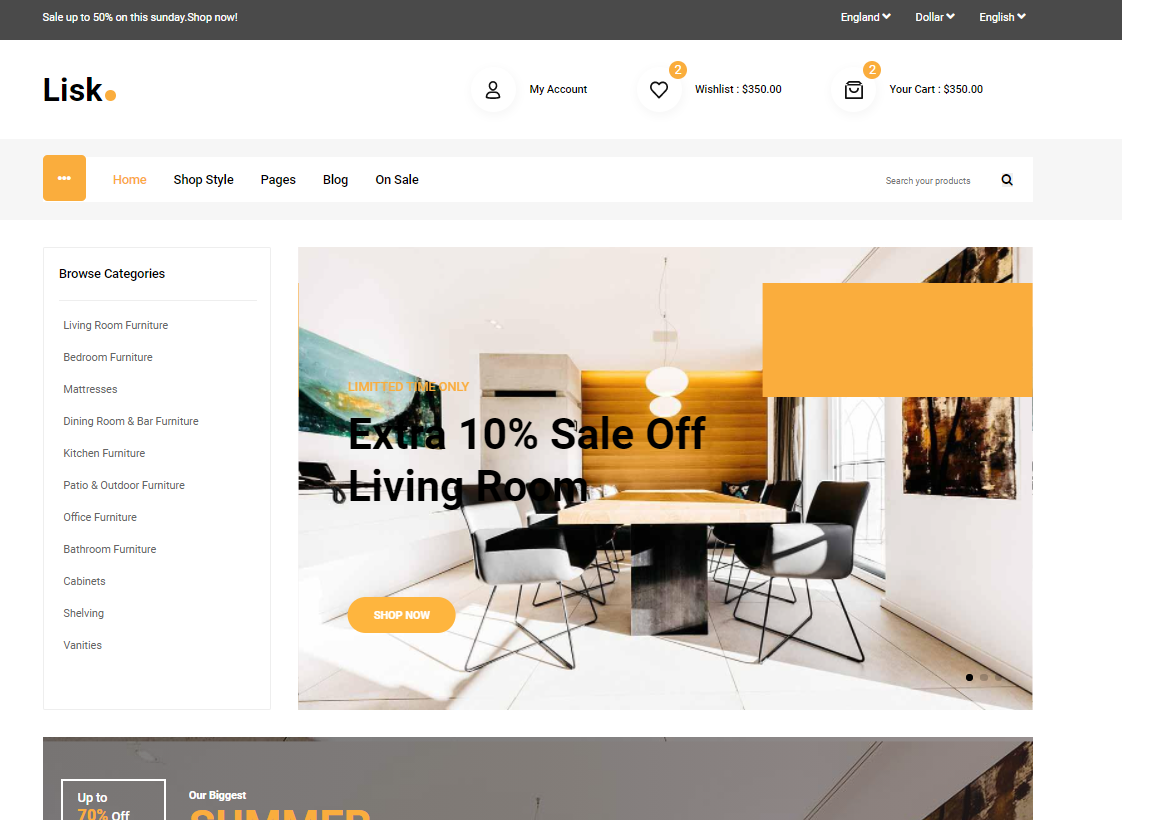 Sale up to 50% on this sunday.Shop now!
England
Dollar
English
Lisk
My Account
2
Wishlist : $350.00
2
Your Cart : $350.00
Home
Shop Style
Pages
Blog
On Sale
Search your products
Browse Categories
Living Room Furniture
Bedroom Furniture
Mattresses
Dining Room & Bar Furniture
Kitchen Furniture
Patio & Outdoor Furniture
Office Furniture
Bathroom Furniture
Cabinets
Shelving
Vanities
LIMITTED TIME ONLY
Extra 10% Sale Off
Living Room
SHOP NOW
Up to
70% Off
Our Biggest
SUMMER